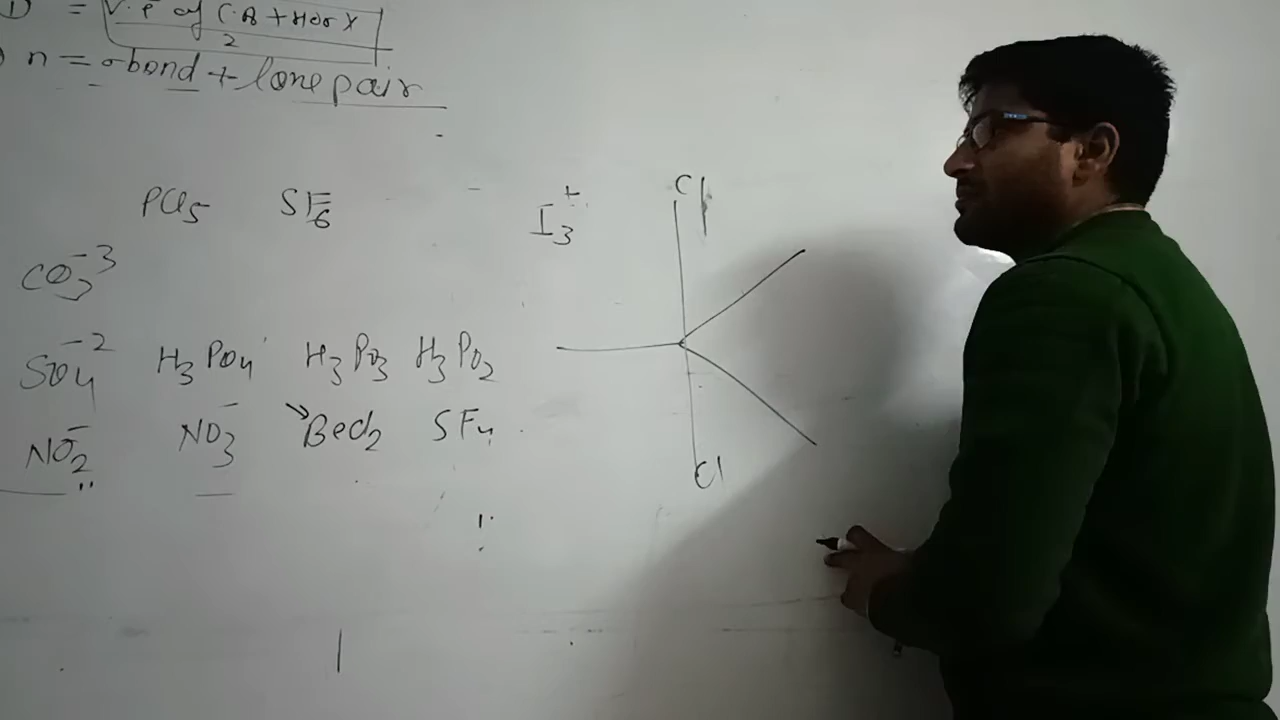 1) = V.P of C.A + H or X
2
n = σ bond + lone pair
PCl₅ SF₆ I₃⁺
CO₃⁻³
SO₄⁻² H₃PO₄ H₃PO₃ H₃PO₂
NO₂⁻ NO₃⁻ BeCl₂ SF₄
Cl
Cl